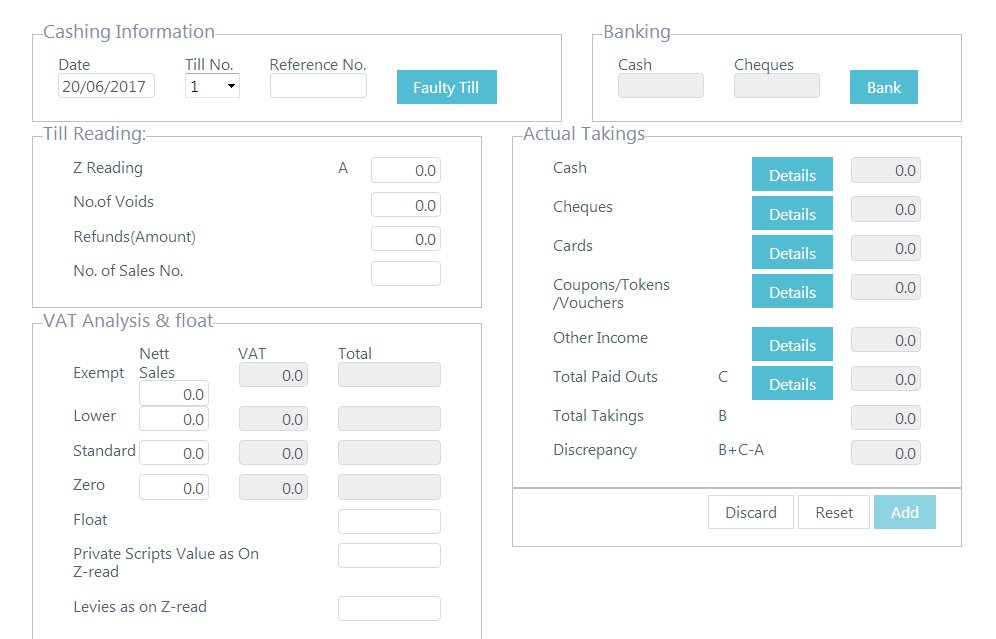 Cashing Information
Date
Till No.
Reference No.
20/06/2017
1
Faulty Till
Banking
Cash
Cheques
Bank
Till Reading:
Z Reading A 0.0
No.of Voids 0.0
Refunds(Amount) 0.0
No. of Sales No.
VAT Analysis & float
Nett Sales
VAT
Total
Exempt 0.0 0.0
Lower 0.0 0.0
Standard 0.0 0.0
Zero 0.0 0.0
Float
Private Scripts Value as On
Z-read
Levies as on Z-read
Actual Takings
Cash Details 0.0
Cheques Details 0.0
Cards Details 0.0
Coupons/Tokens
/Vouchers Details 0.0
Other Income Details 0.0
Total Paid Outs C Details 0.0
Total Takings B 0.0
Discrepancy B+C-A 0.0
Discard Reset Add